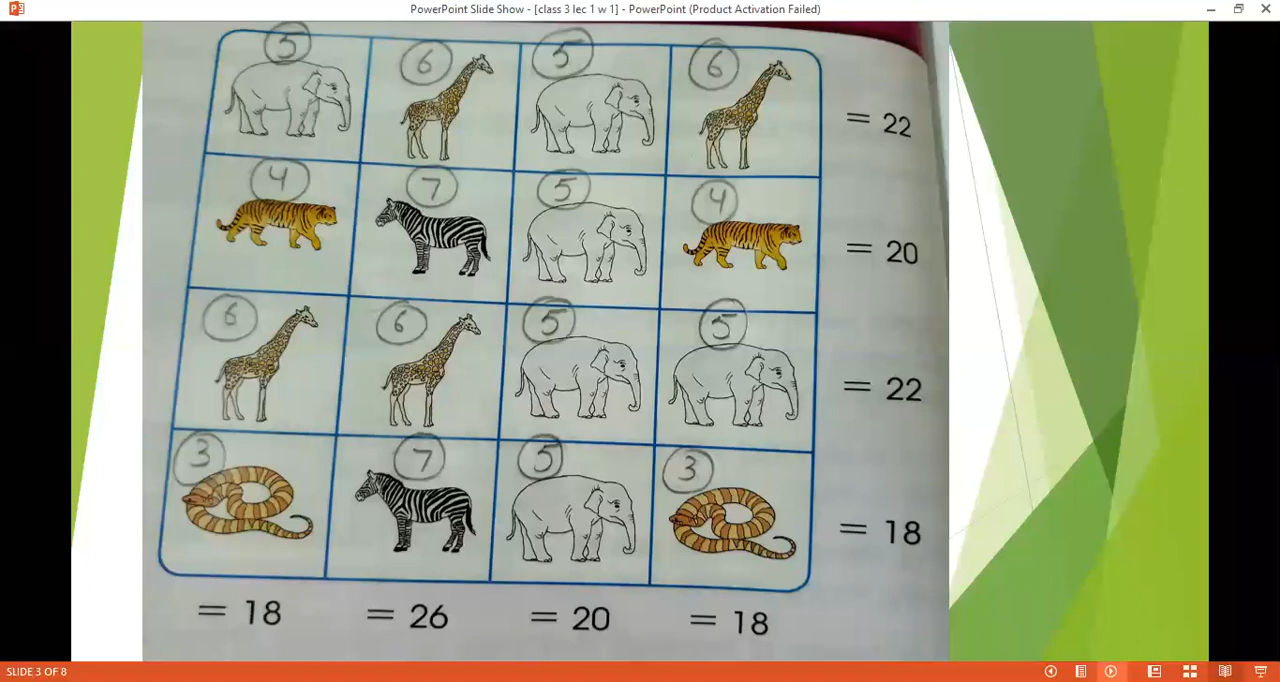 PowerPoint Slide Show - [class 3 lec 1 w 1] - PowerPoint (Product Activation Failed)
5 6 5 6 = 22
4 7 5 4 = 20
6 6 5 5 = 22
3 7 5 3 = 18
= 18 = 26 = 20 = 18
SLIDE 3 OF 8